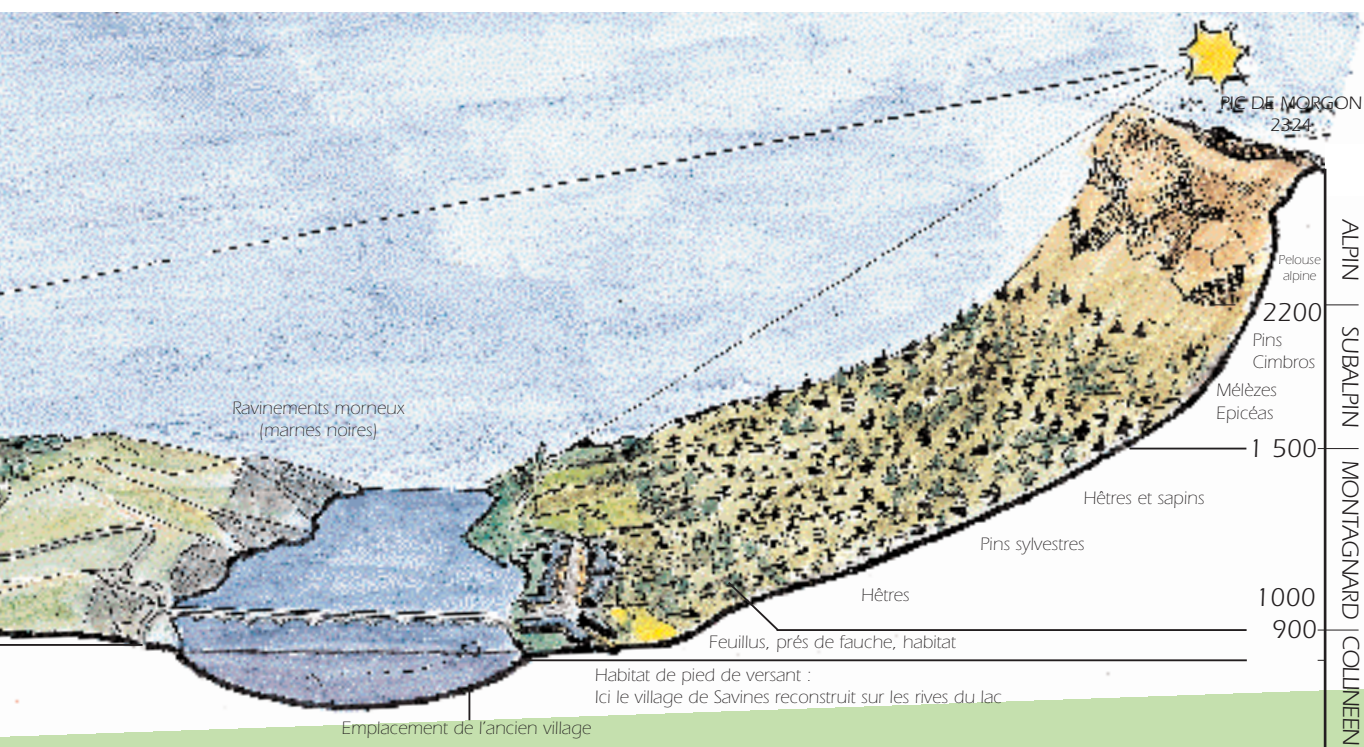 PIC DE MORGON
2324
ALPIN
Pelouse
alpine
2200
Pins
Cimbros
SUBALPIN
Mélèzes
Epicéas
Ravinements morneux
(marnes noires)
1 500
MONTAGNARD
Hêtres et sapins
Pins sylvestres
Hêtres
1000
900
Feuillus, prés de fauche, habitat
COLLINEEN
Habitat de pied de versant :
Ici le village de Savines reconstruit sur les rives du lac
Emplacement de l'ancien village